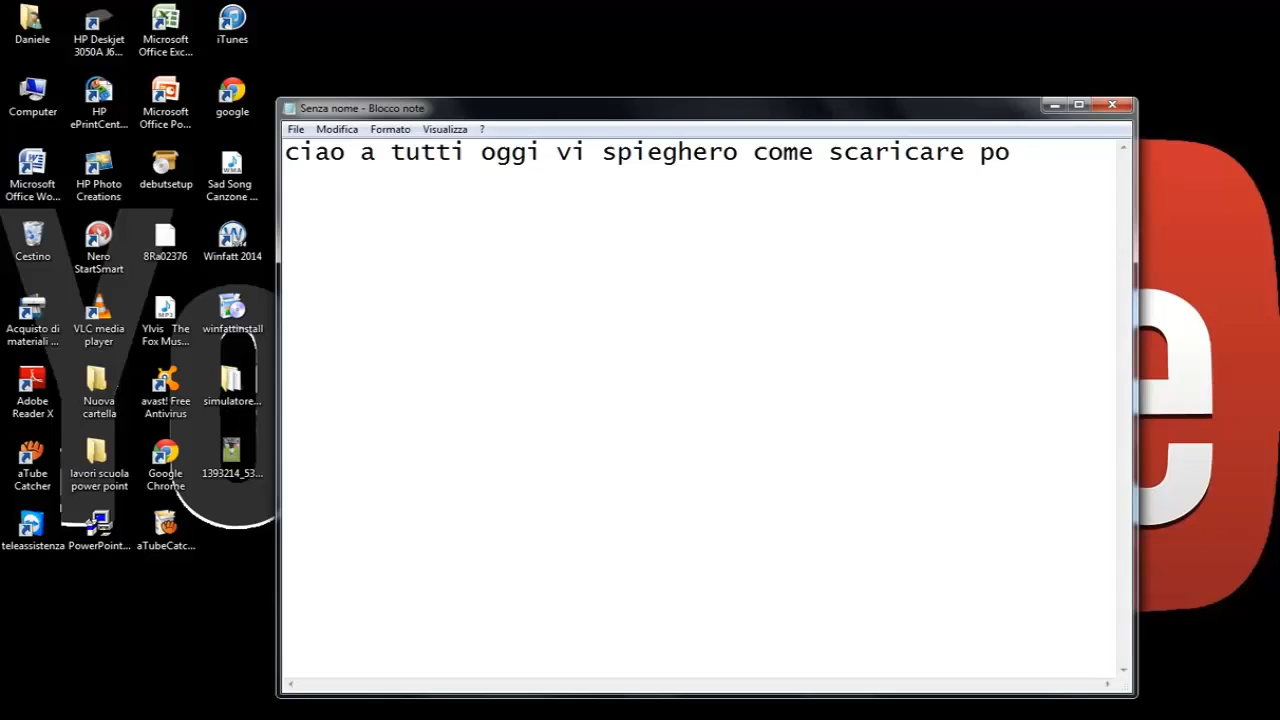 Daniele
HP Deskjet
3050A J6...
Microsoft
Office Exc...
iTunes
Computer
HP
ePrintCent...
Microsoft
Office Po...
google
Microsoft
Office Wo...
HP Photo
Creations
debutsetup
Sad Song
Canzone ...
Cestino
Nero
StartSmart
8Ra02376
Winfatt 2014
Acquisto di
materiali ...
VLC media
player
Ylvis The
Fox Mus...
winfattinstall
Adobe
Reader X
Nuova
cartella
avast! Free
Antivirus
simulatore...
aTube
Catcher
lavori scuola
power point
Google
Chrome
1393214_53...
teleassistenza
PowerPoint...
aTubeCatc...
Senza nome - Blocco note
File Modifica Formato Visualizza ?
ciao a tutti oggi vi spieghero come scaricare po
Yo
e